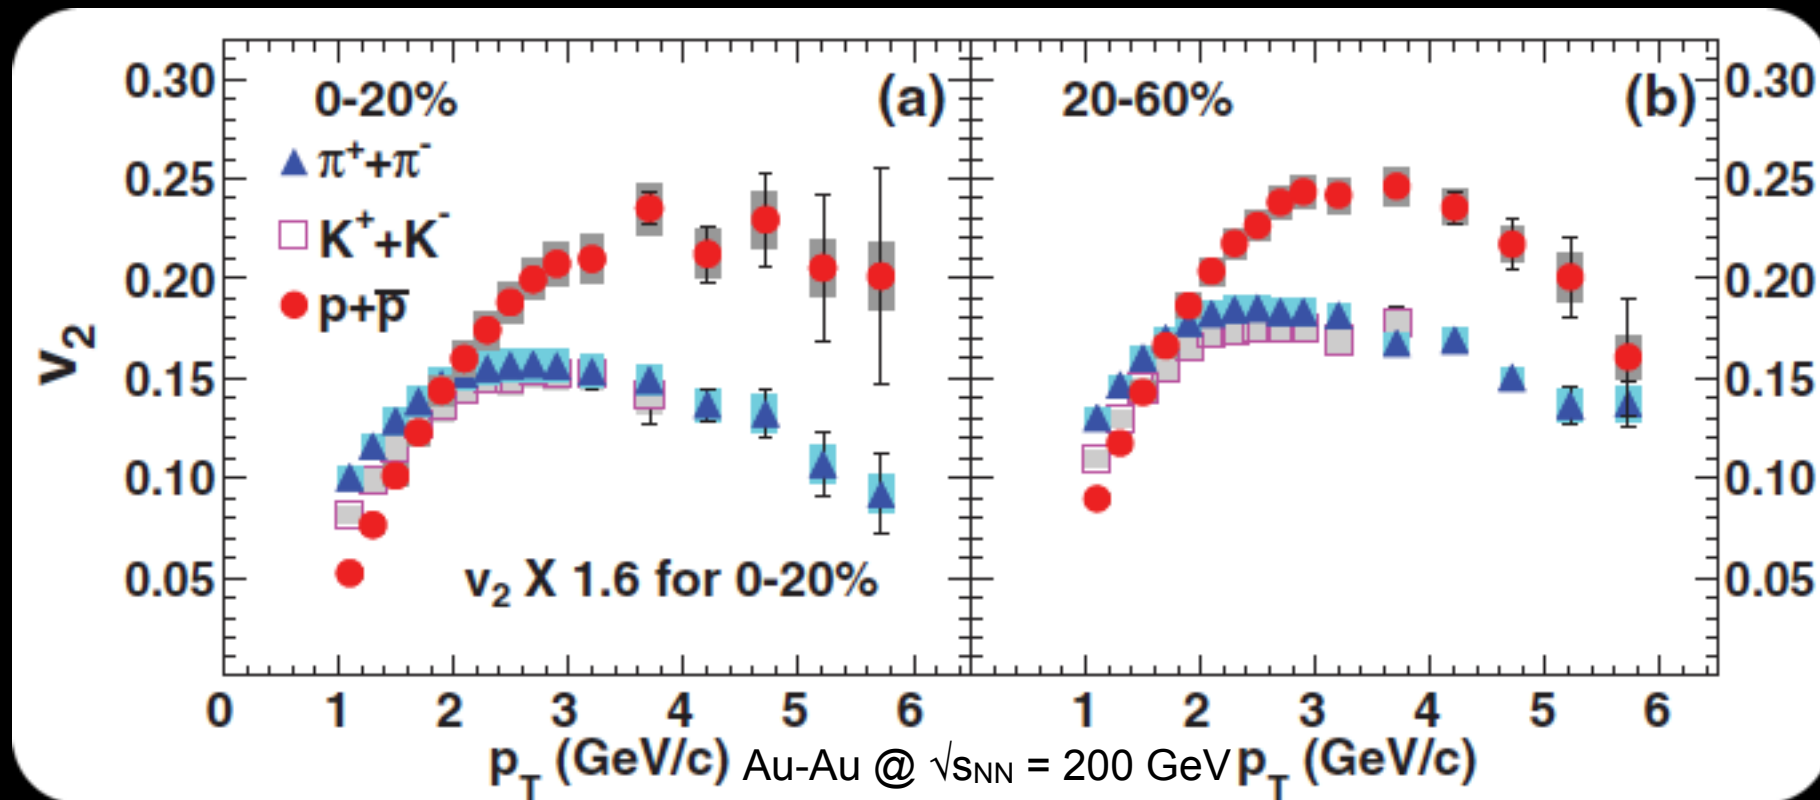 0.30
0.25
0.20
0.15
0.10
0.05
v2
0-20%
(a)
π⁺+π⁻
K⁺+K⁻
p+p̅
v₂ X 1.6 for 0-20%
20-60%
(b)
0.30
0.25
0.20
0.15
0.10
0.05
0 1 2 3 4 5 6
1 2 3 4 5 6
p_T (GeV/c) Au-Au @ √sNN = 200 GeV p_T (GeV/c)